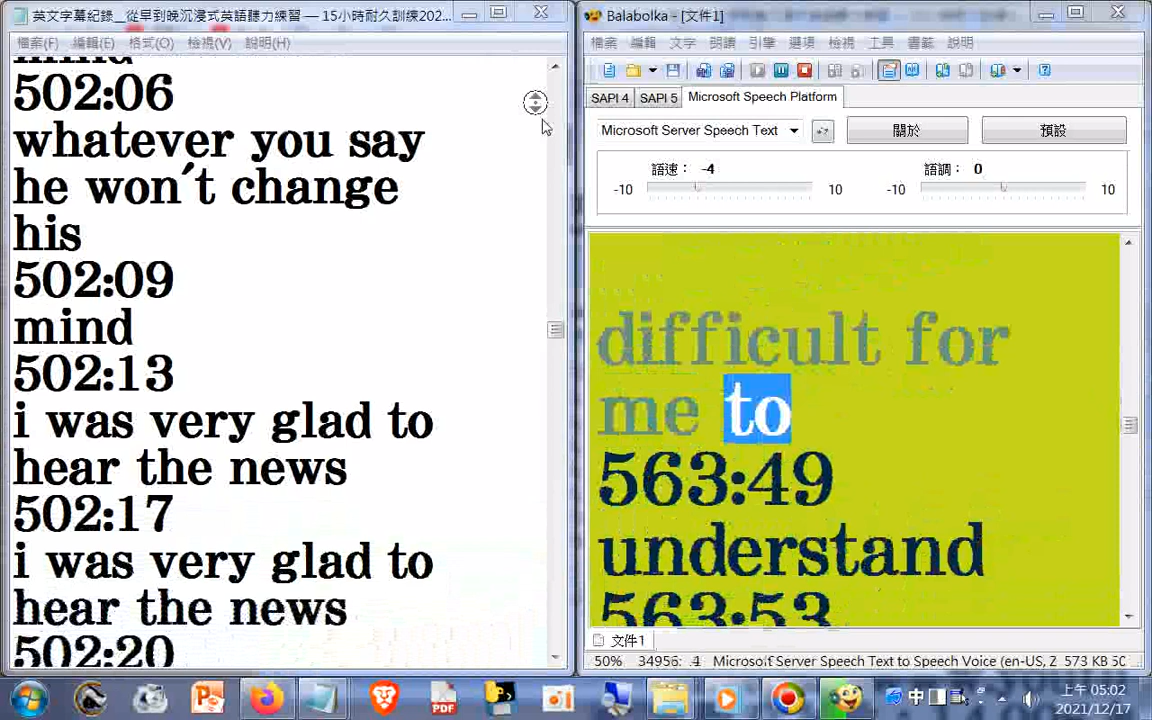 英文字幕紀錄__從早到晚沉浸式英語聽力練習 — 15小時耐久訓練202...
檔案(F) 編輯(E) 格式(O) 檢視(V) 說明(H)
mind
502:06
whatever you say
he won't change
his
502:09
mind
502:13
i was very glad to
hear the news
502:17
i was very glad to
hear the news
502:20
Balabolka - [文件1]
檔案 編輯 文字 朗讀 引擎 選項 檢視 工具 書籤 說明
SAPI 4 SAPI 5 Microsoft Speech Platform
Microsoft Server Speech Text 關於 預設
語速： -4 語調： 0
-10 10 -10 10
difficult for
me to
563:49
understand
563:53
文件1
50% 34956: .4 Microsoft Server Speech Text to Speech Voice (en-US, 2 573 KB 50
PDF
中
上午 05:02
2021/12/17